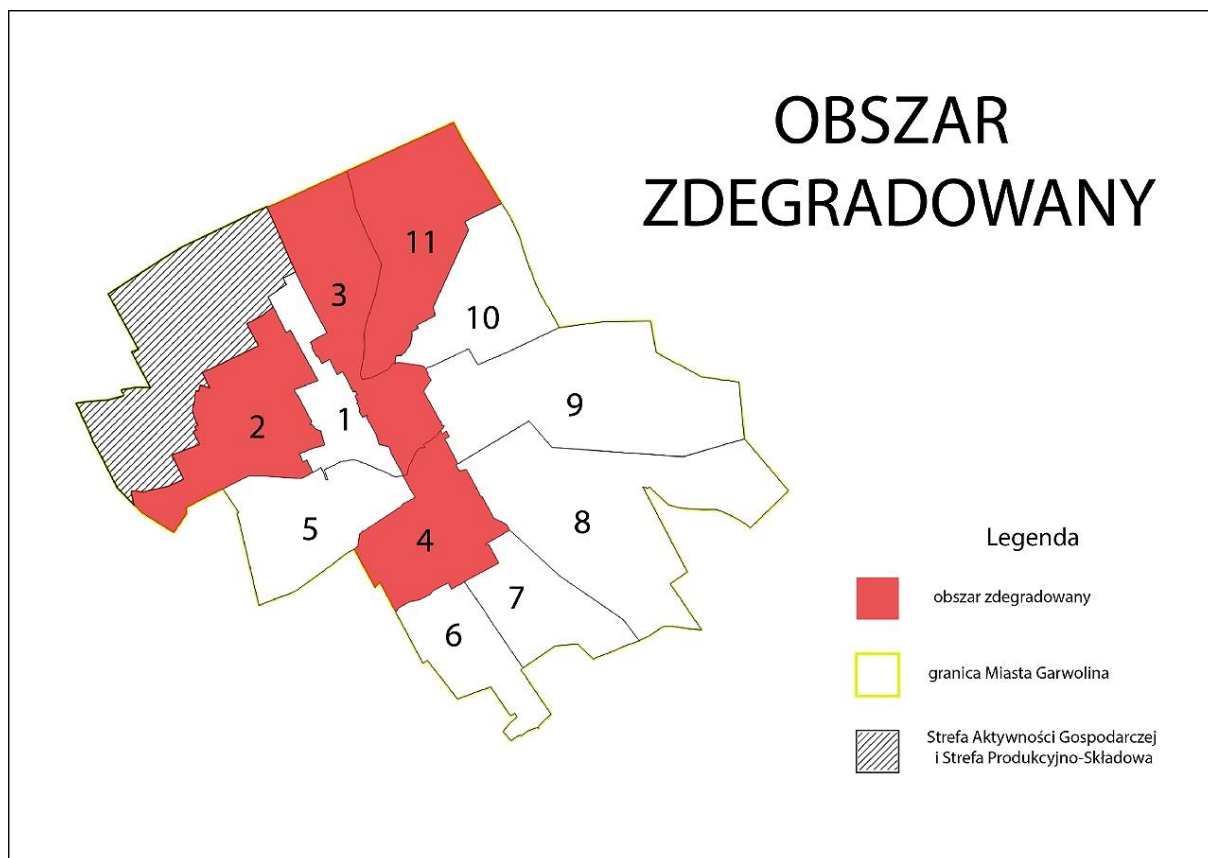 OBSZAR
ZDEGRADOWANY
11
3
10
9
2
1
5
4
8
7
6
Legenda
obszar zdegradowany
granica Miasta Garwolina
Strefa Aktywności Gospodarczej
i Strefa Produkcyjno-Składowa